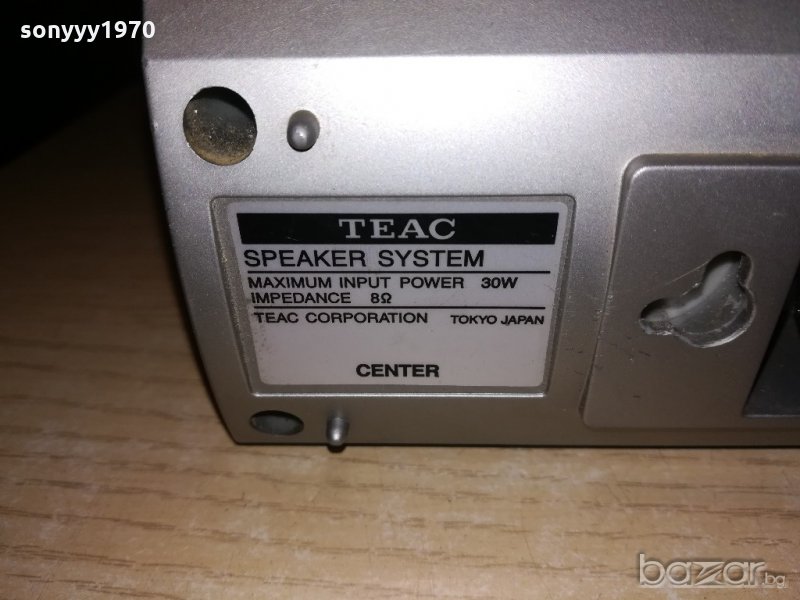 sonyyy1970
TEAC
SPEAKER SYSTEM
MAXIMUM INPUT POWER 30W
IMPEDANCE 8Ω
TEAC CORPORATION TOKYO JAPAN
CENTER
bazar.bg